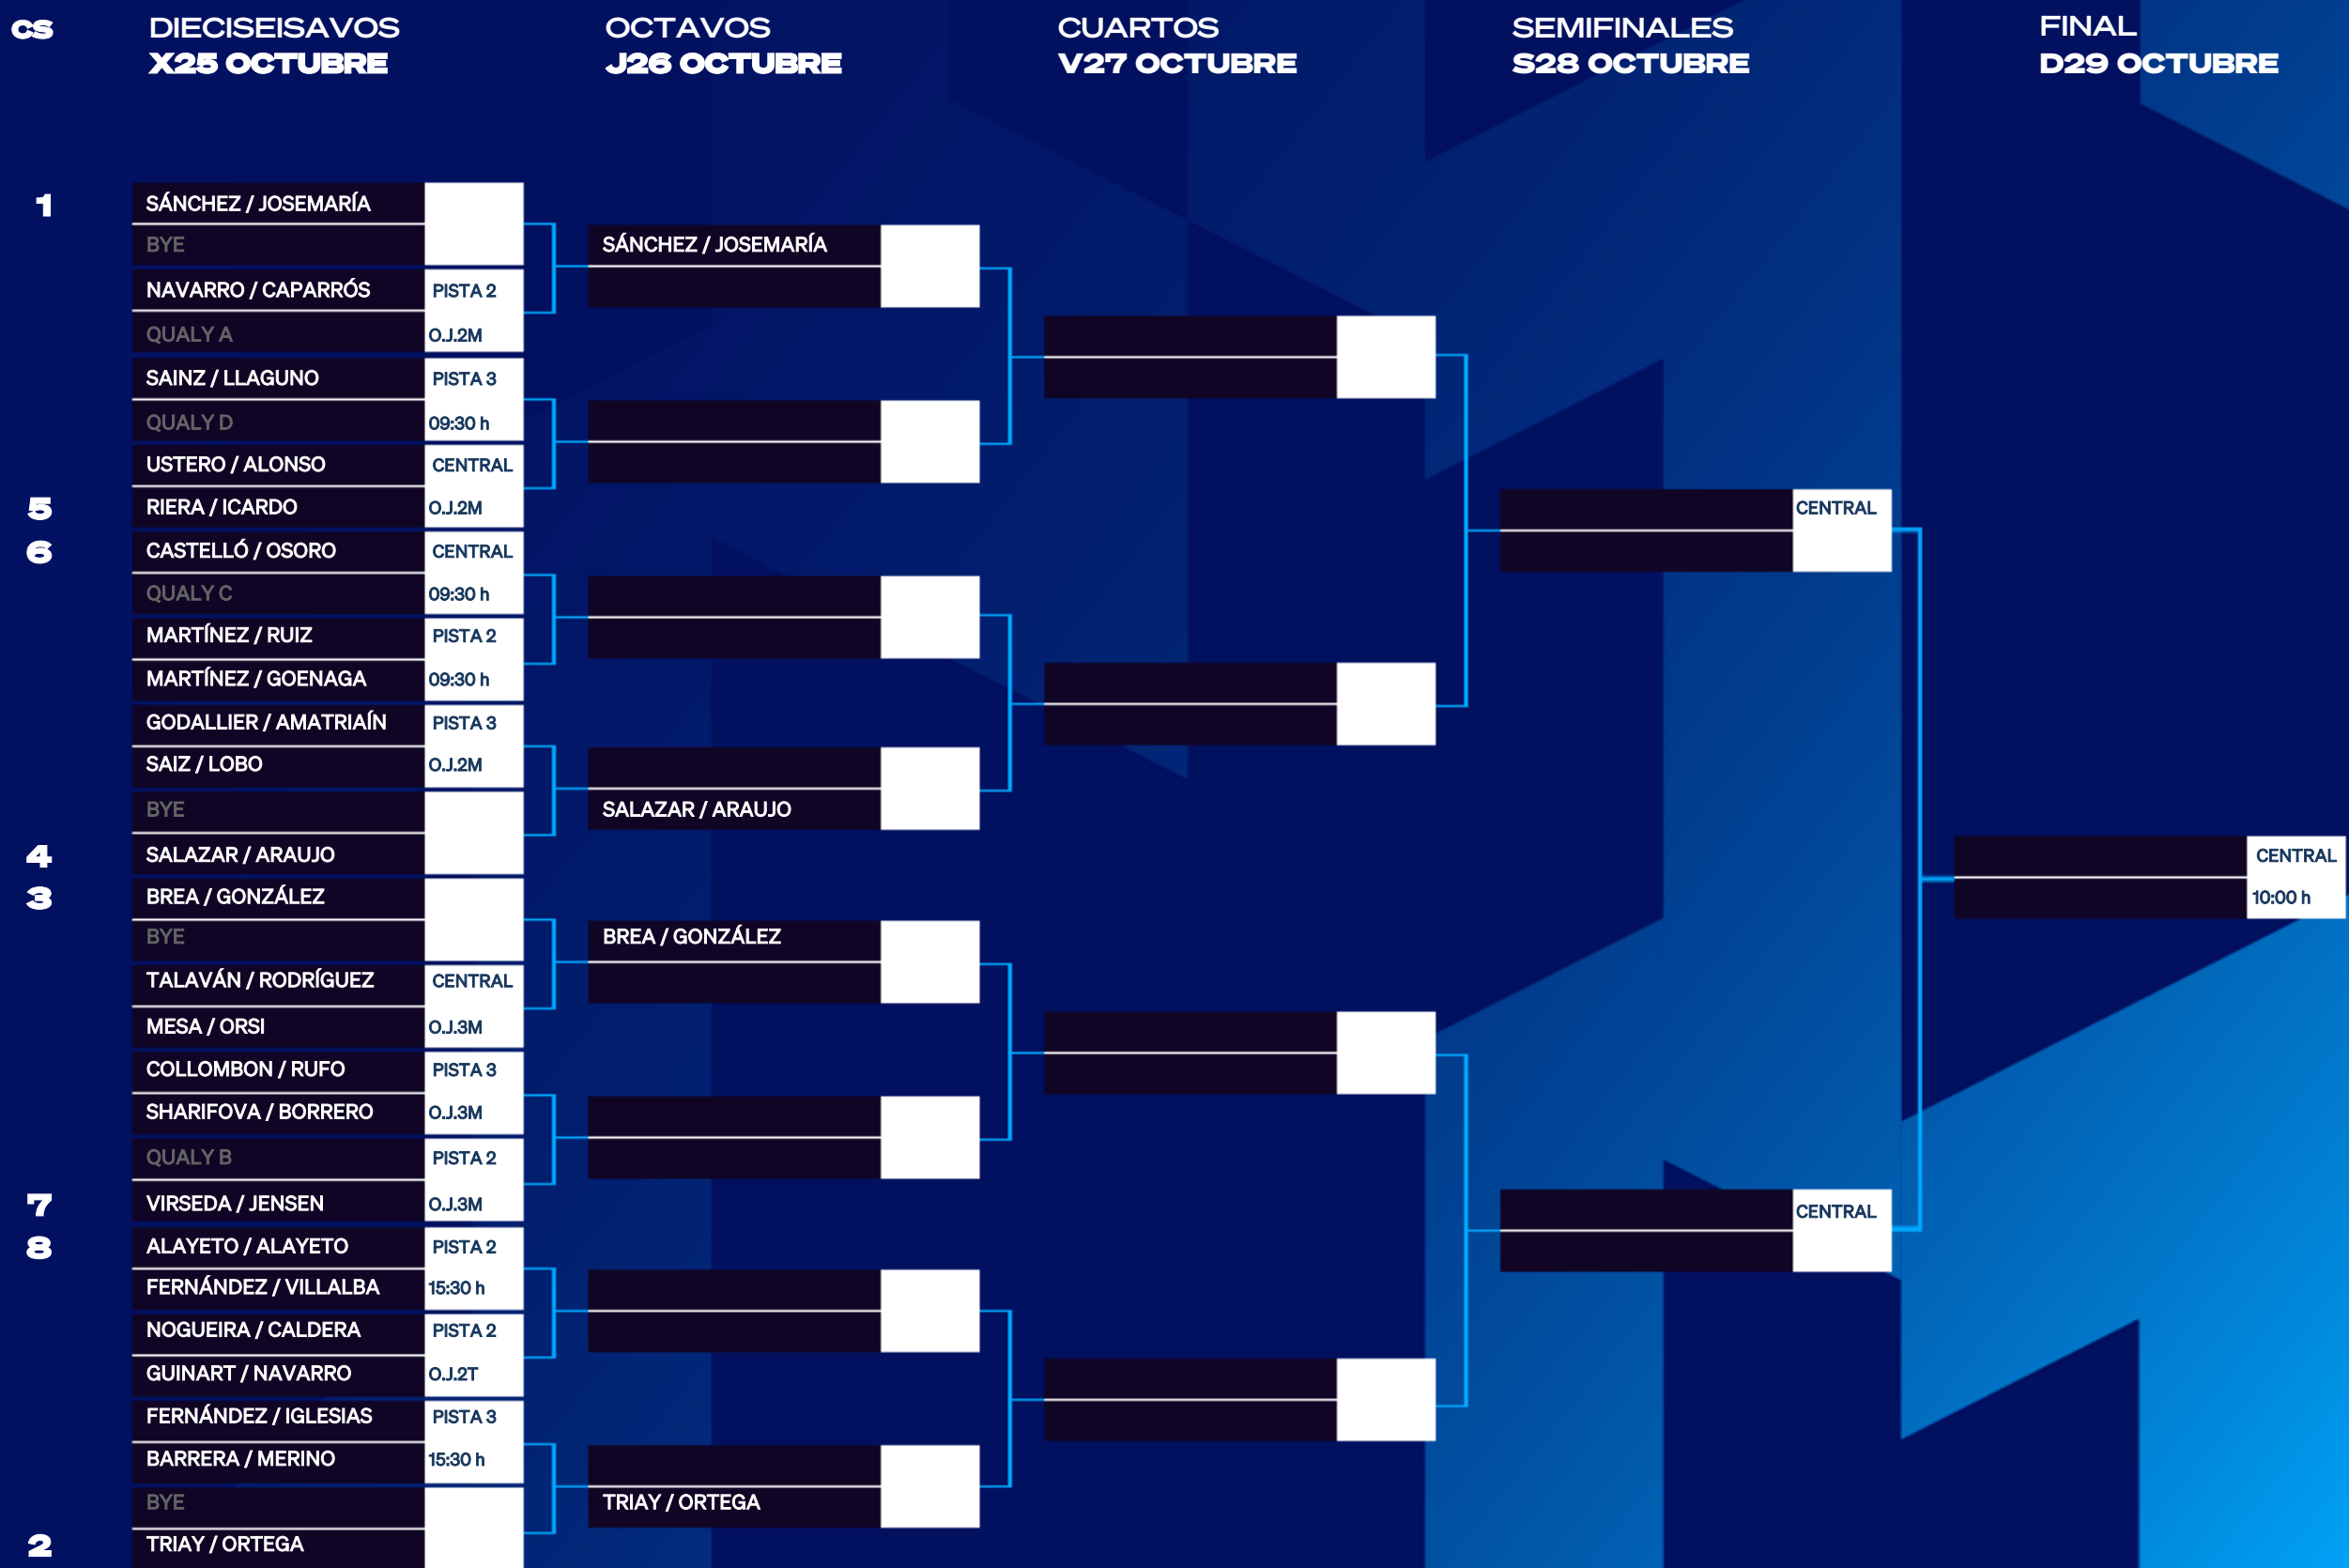 CS
DIECISEISAVOS
X25 OCTUBRE
OCTAVOS
J26 OCTUBRE
CUARTOS
V27 OCTUBRE
SEMIFINALES
S28 OCTUBRE
FINAL
D29 OCTUBRE
1
SÁNCHEZ / JOSEMARÍA
BYE
NAVARRO / CAPARRÓS
PISTA 2
QUALY A
O.J.2M
SAINZ / LLAGUNO
PISTA 3
QUALY D
09:30 h
USTERO / ALONSO
CENTRAL
5
RIERA / ICARDO
O.J.2M
6
CASTELLÓ / OSORO
CENTRAL
QUALY C
09:30 h
MARTÍNEZ / RUIZ
PISTA 2
MARTÍNEZ / GOENAGA
09:30 h
GODALLIER / AMATRIAÍN
PISTA 3
SAIZ / LOBO
O.J.2M
BYE
4
SALAZAR / ARAUJO
3
BREA / GONZÁLEZ
BYE
TALAVÁN / RODRÍGUEZ
CENTRAL
MESA / ORSI
O.J.3M
COLLOMBON / RUFO
PISTA 3
SHARIFOVA / BORRERO
O.J.3M
QUALY B
PISTA 2
7
VIRSEDA / JENSEN
O.J.3M
8
ALAYETO / ALAYETO
PISTA 2
FERNÁNDEZ / VILLALBA
15:30 h
NOGUEIRA / CALDERA
PISTA 2
GUINART / NAVARRO
O.J.2T
FERNÁNDEZ / IGLESIAS
PISTA 3
BARRERA / MERINO
15:30 h
BYE
2
TRIAY / ORTEGA
SÁNCHEZ / JOSEMARÍA
SALAZAR / ARAUJO
BREA / GONZÁLEZ
TRIAY / ORTEGA
CENTRAL
CENTRAL
CENTRAL
10:00 h